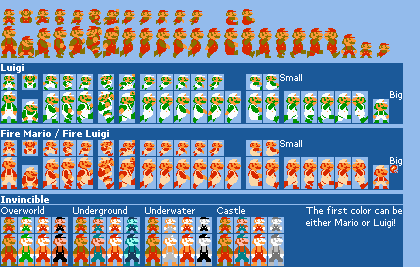 Luigi
Small
Big
Fire Mario / Fire Luigi
Small
Big
Invincible
Overworld Underground Underwater Castle
The first color can be
either Mario or Luigi!